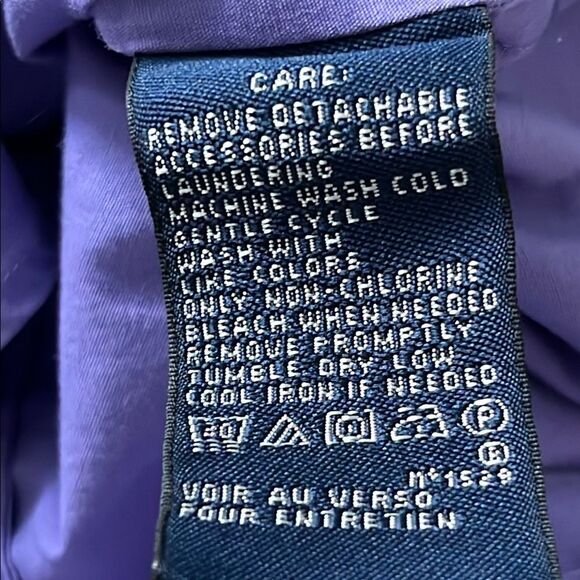 CARE:
REMOVE DETACHABLE
ACCESSORIES BEFORE
LAUNDERING
MACHINE WASH COLD
GENTLE CYCLE
WASH WITH
LIKE COLORS
ONLY NON-CHLORINE
BLEACH WHEN NEEDED
REMOVE PROMPTLY
TUMBLE DRY LOW
COOL IRON IF NEEDED
P
®
VOIR AU VERSO
POUR ENTRETIEN